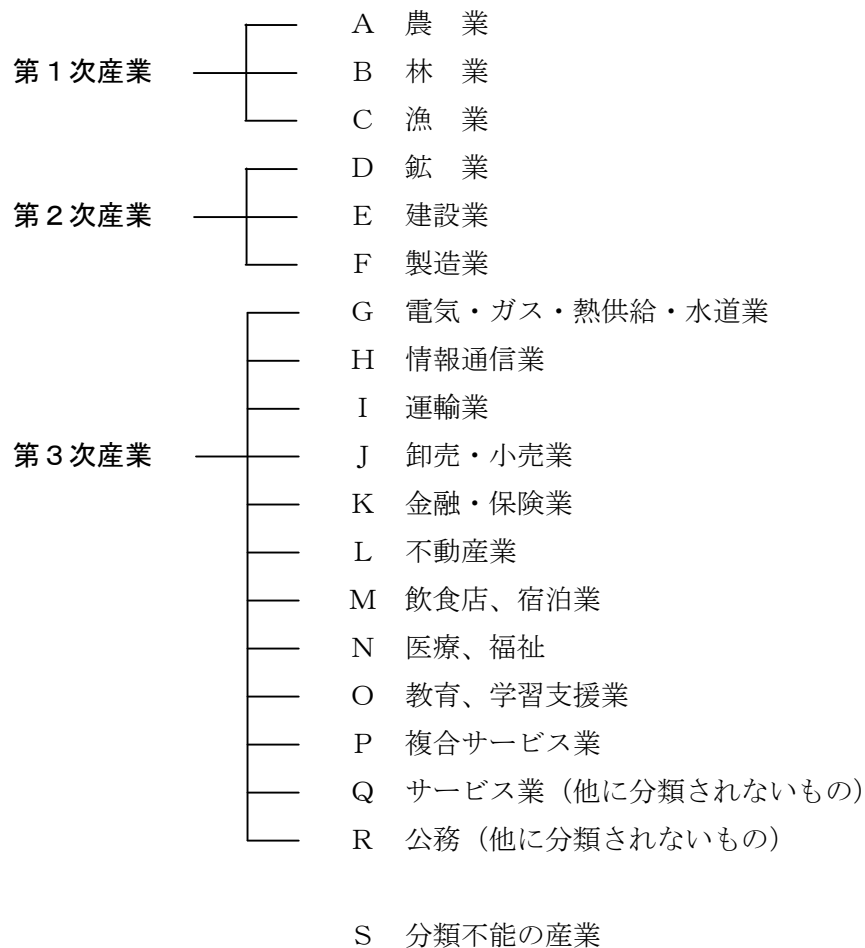 A 農　業
第１次産業 B 林　業
C 漁　業
D 鉱　業
第２次産業 E 建設業
F 製造業
G 電気・ガス・熱供給・水道業
H 情報通信業
I 運輸業
第３次産業 J 卸売・小売業
K 金融・保険業
L 不動産業
M 飲食店、宿泊業
N 医療、福祉
O 教育、学習支援業
P 複合サービス業
Q サービス業（他に分類されないもの）
R 公務（他に分類されないもの）
S 分類不能の産業